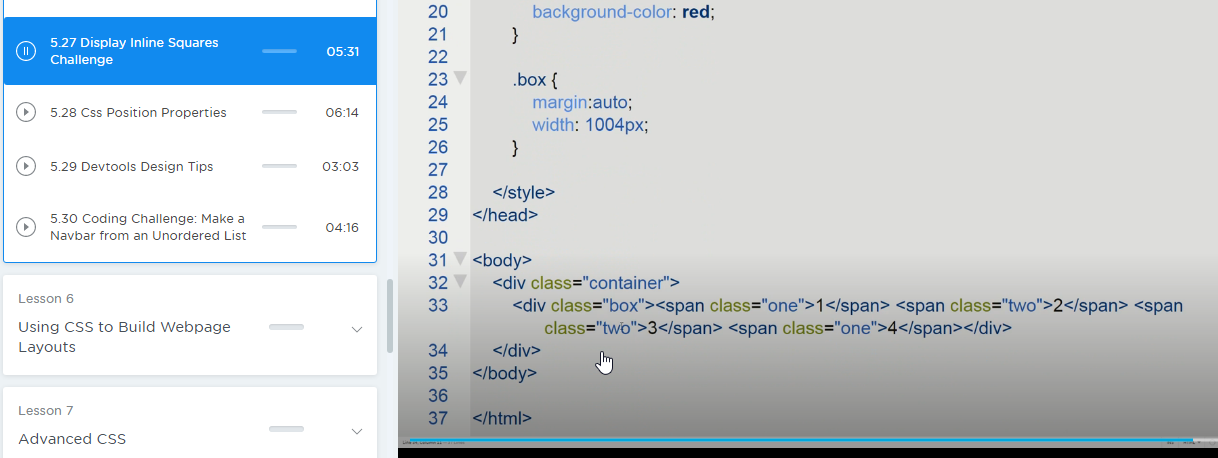 5.27 Display Inline Squares
Challenge
05:31
5.28 Css Position Properties
06:14
5.29 Devtools Design Tips
03:03
5.30 Coding Challenge: Make a
Navbar from an Unordered List
04:16
Lesson 6
Using CSS to Build Webpage
Layouts
Lesson 7
Advanced CSS
20 background-color: red;
21 }
22
23 .box {
24 margin:auto;
25 width: 1004px;
26 }
27
28 </style>
29 </head>
30
31 <body>
32 <div class="container">
33 <div class="box"><span class="one">1</span> <span class="two">2</span> <span
class="two">3</span> <span class="one">4</span></div>
34 </div>
35 </body>
36
37 </html>